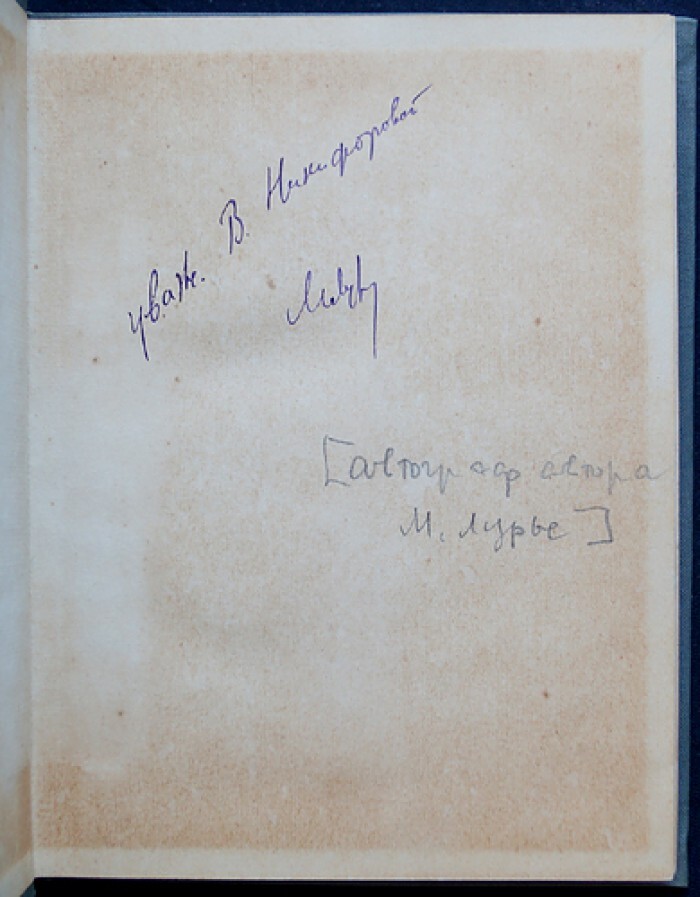 уваж. В. Никифоровой
[автограф автора
М. Лурье]